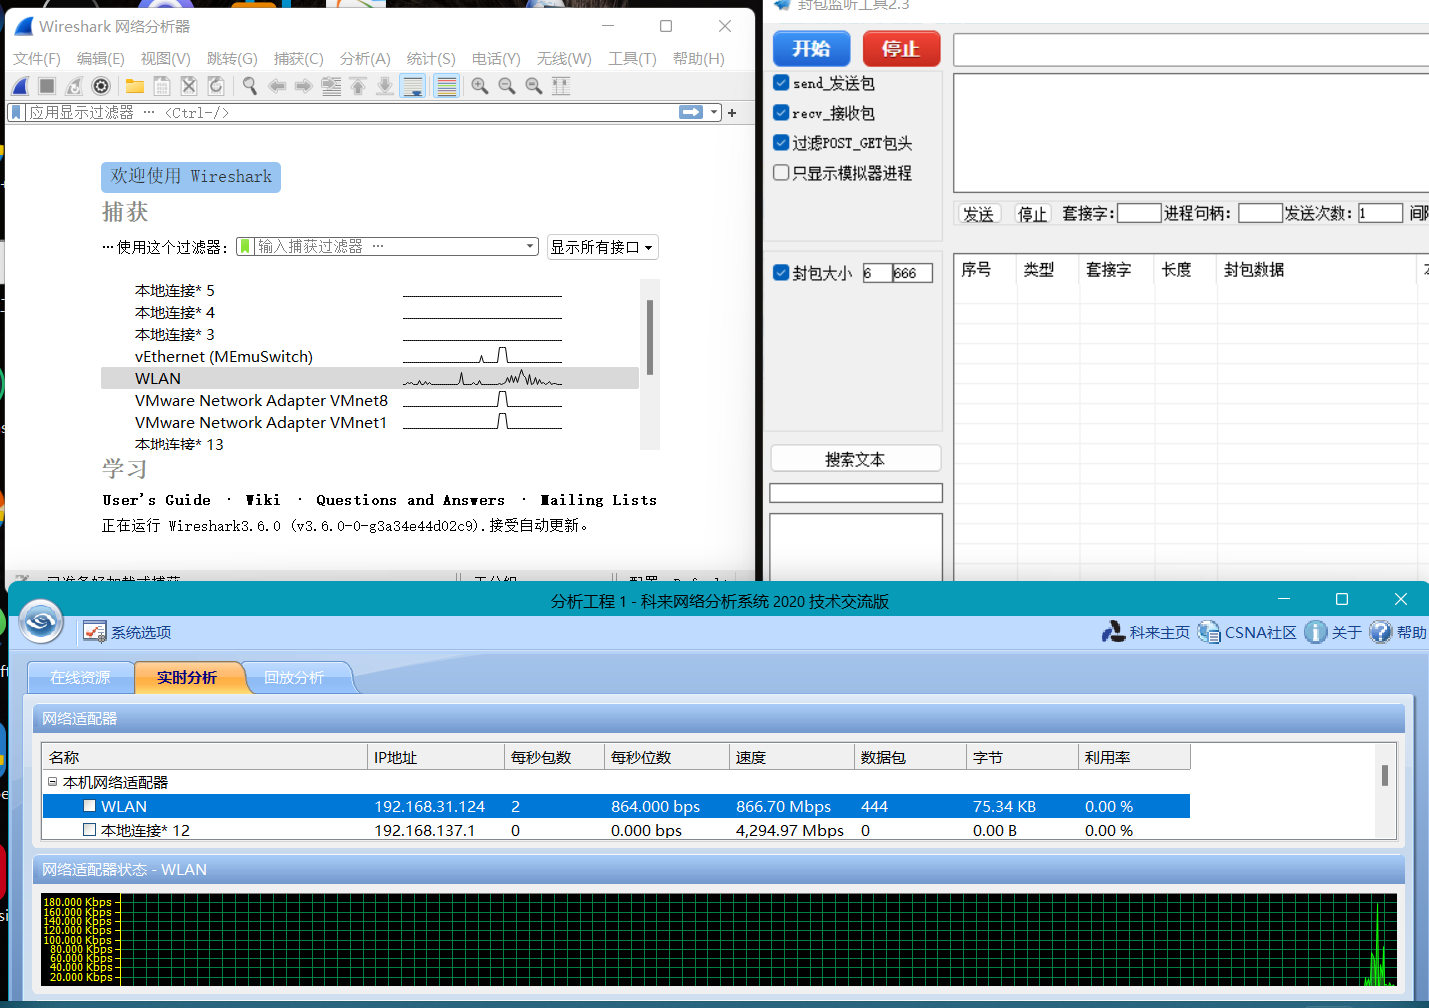 Wireshark 网络分析器
文件(F) 编辑(E) 视图(V) 跳转(G) 捕获(C) 分析(A) 统计(S) 电话(Y) 无线(W) 工具(T) 帮助(H)
应用显示过滤器 … <Ctrl-/>
+
欢迎使用 Wireshark
捕获
…使用这个过滤器： 输入捕获过滤器 … 显示所有接口
本地连接* 5
本地连接* 4
本地连接* 3
vEthernet (MEmuSwitch)
WLAN
VMware Network Adapter VMnet8
VMware Network Adapter VMnet1
本地连接* 13
学习
User's Guide · Wiki · Questions and Answers · Mailing Lists
正在运行 Wireshark3.6.0 (v3.6.0-0-g3a34e44d02c9).接受自动更新。
已准备好加载或捕获 无分组 配置: Default
封包监听工具2.3
开始 停止
send_发送包
recv_接收包
过滤POST_GET包头
只显示模拟器进程
发送 停止 套接字: 进程句柄: 发送次数: 1 间
封包大小 6 666
序号 类型 套接字 长度 封包数据
搜索文本
分析工程 1 - 科来网络分析系统 2020 技术交流版
系统选项 科来主页 CSNA社区 关于 帮助
在线资源 实时分析 回放分析
网络适配器
名称 IP地址 每秒包数 每秒位数 速度 数据包 字节 利用率
本机网络适配器
WLAN 192.168.31.124 2 864.000 bps 866.70 Mbps 444 75.34 KB 0.00 %
本地连接* 12 192.168.137.1 0 0.000 bps 4,294.97 Mbps 0 0.00 B 0.00 %
网络适配器状态 - WLAN
180.000 Kbps
160.000 Kbps
140.000 Kbps
120.000 Kbps
100.000 Kbps
80.000 Kbps
60.000 Kbps
40.000 Kbps
20.000 Kbps